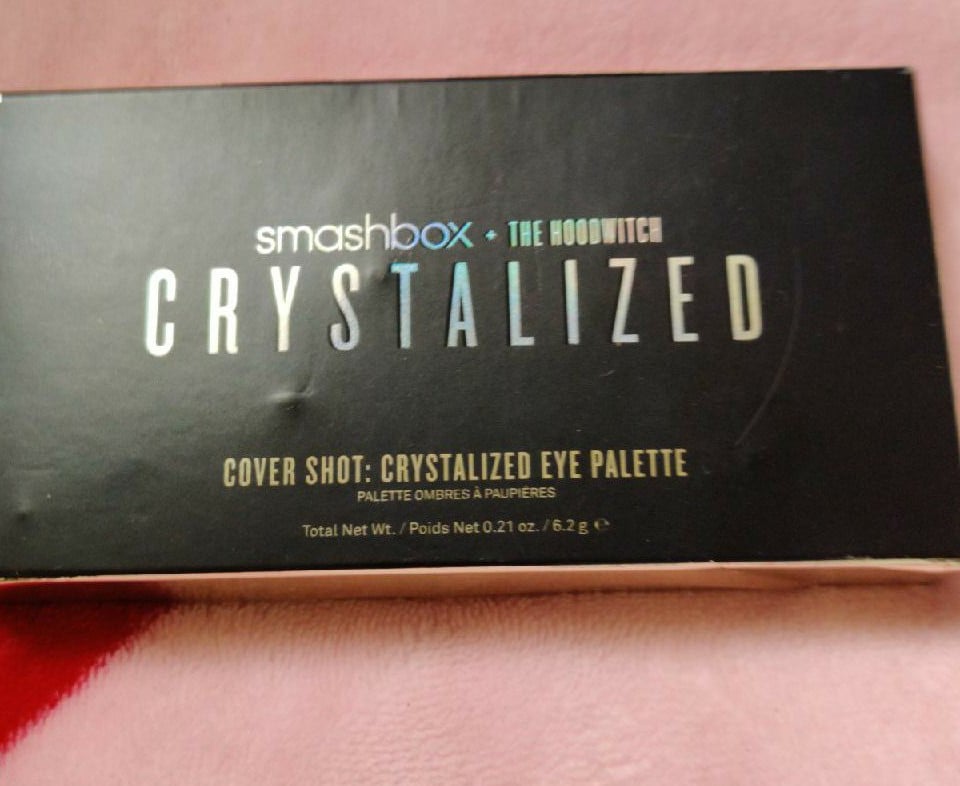 smashbox + THE HOODWITCH
CRYSTALIZED
COVER SHOT: CRYSTALIZED EYE PALETTE
PALETTE OMBRES À PAUPIÈRES
Total Net Wt. / Poids Net 0.21 oz. / 6.2 g ℮